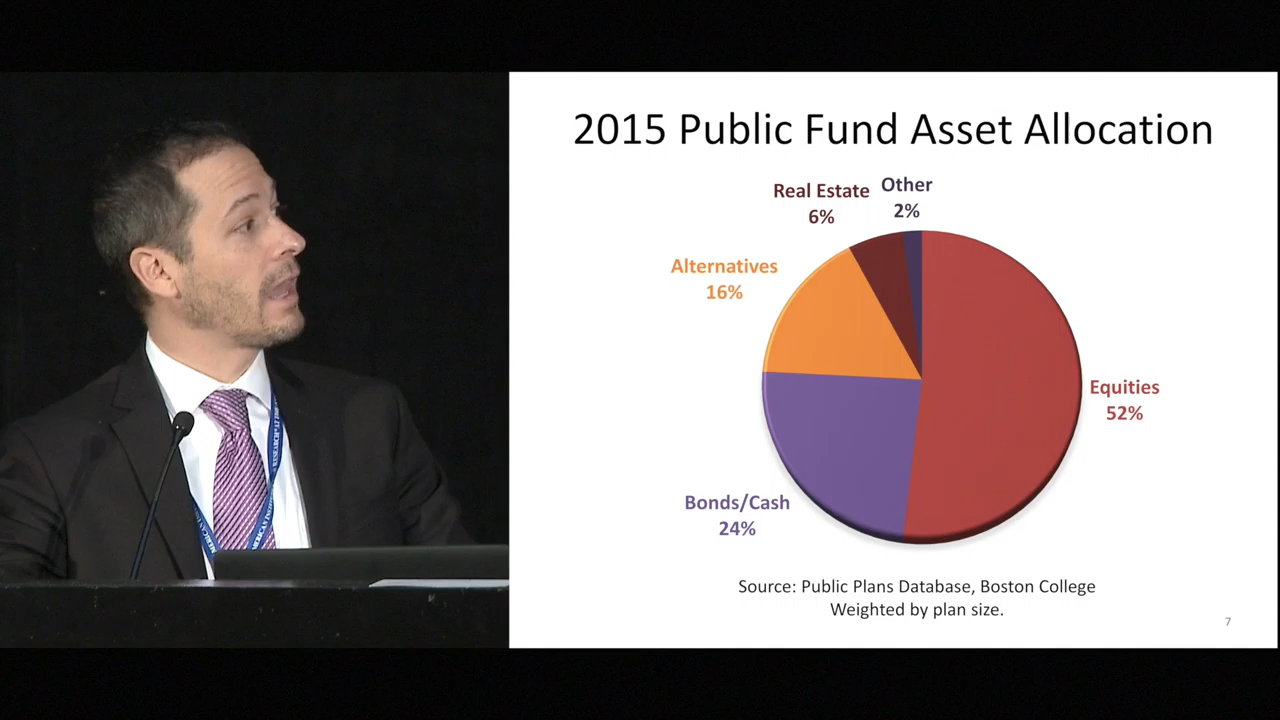 2015 Public Fund Asset Allocation
Real Estate
6%
Other
2%
Alternatives
16%
Equities
52%
Bonds/Cash
24%
Source: Public Plans Database, Boston College
Weighted by plan size.
7
RESEARCH